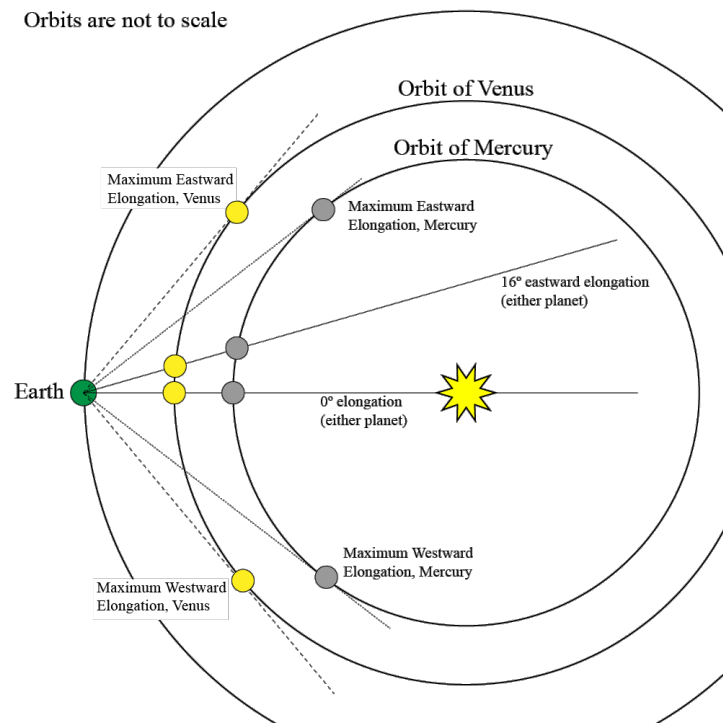 Orbits are not to scale
Orbit of Venus
Orbit of Mercury
Maximum Eastward
Elongation, Venus
Maximum Eastward
Elongation, Mercury
16º eastward elongation
(either planet)
Earth
0º elongation
(either planet)
Maximum Westward
Elongation, Mercury
Maximum Westward
Elongation, Venus